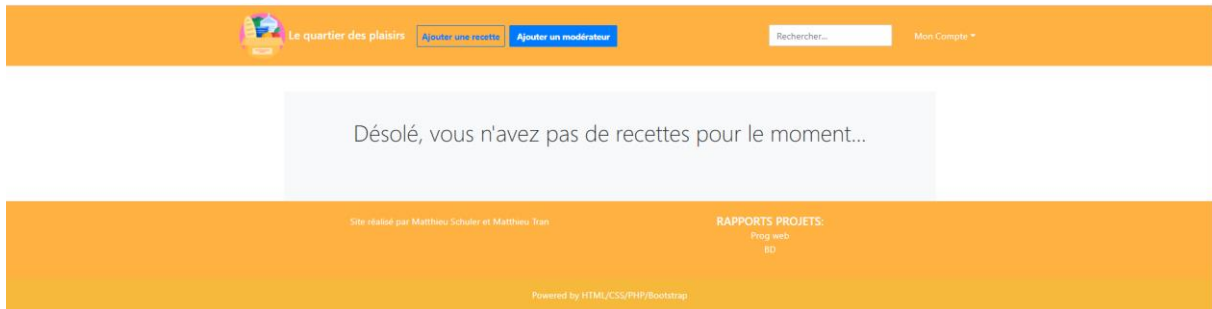 Le quartier des plaisirs Ajouter une recette Ajouter un modérateur Rechercher... Mon Compte
Désolé, vous n'avez pas de recettes pour le moment...
Site réalisé par Matthieu Schuler et Matthieu Tran
RAPPORTS PROJETS:
Prog web
BD
Powered by HTML/CSS/PHP/Bootstrap